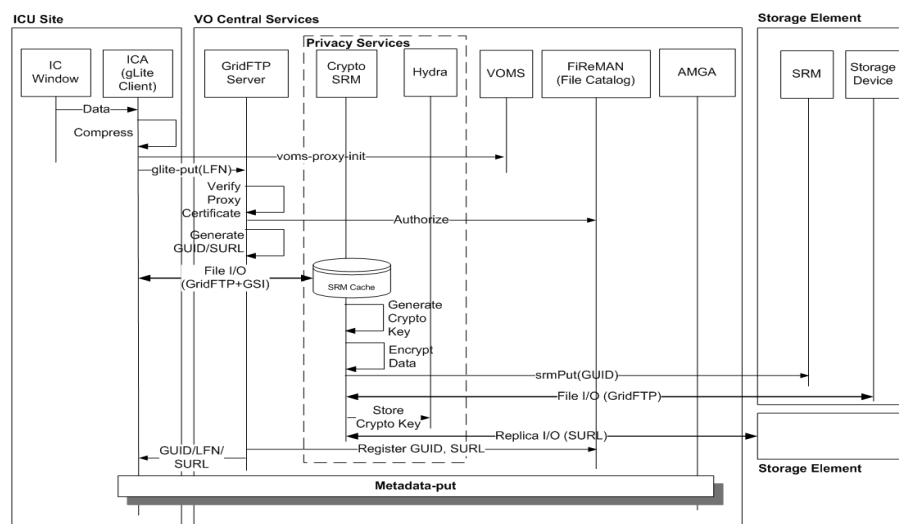 ICU Site
VO Central Services
Storage Element
Privacy Services
IC
Window
ICA
(gLite
Client)
GridFTP
Server
Crypto
SRM
Hydra
VOMS
FiReMAN
(File Catalog)
AMGA
SRM
Storage
Device
Data
Compress
voms-proxy-init
glite-put(LFN)
Verify
Proxy
Certificate
Authorize
Generate
GUID/SURL
File I/O
(GridFTP+GSI)
SRM Cache
Generate
Crypto
Key
Encrypt
Data
srmPut(GUID)
File I/O (GridFTP)
Store
Crypto Key
Replica I/O (SURL)
GUID/LFN/
SURL
Register GUID, SURL
Storage Element
Metadata-put